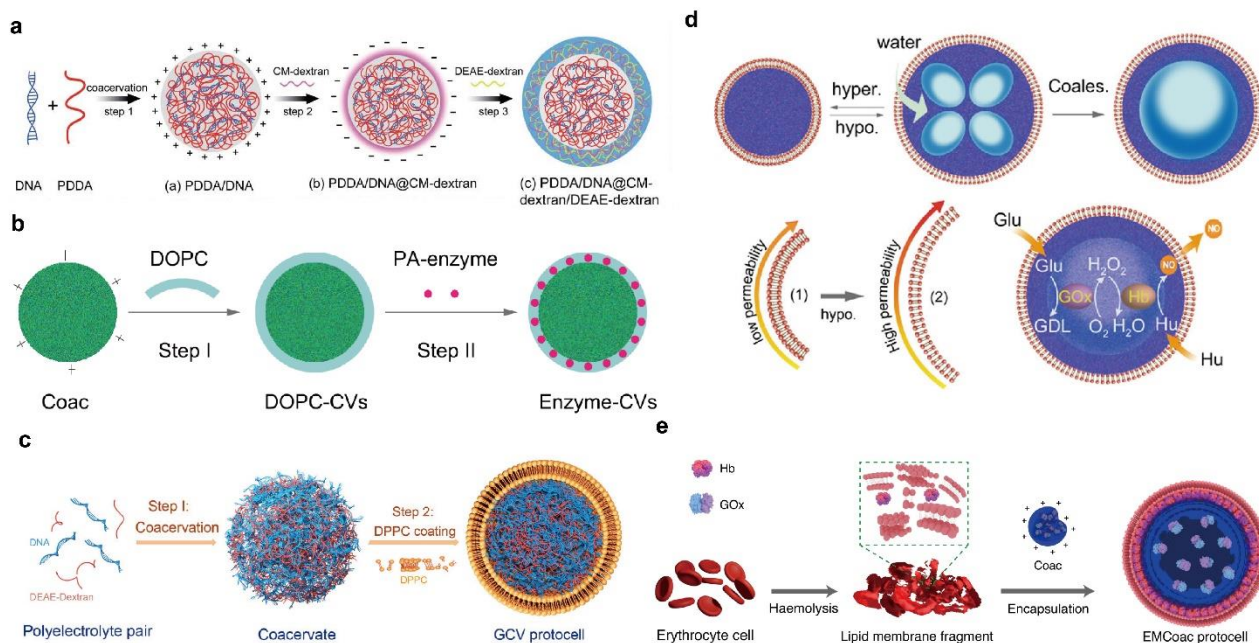 a
DNA
+
PDDA
coacervation
step 1
(a) PDDA/DNA
CM-dextran
step 2
(b) PDDA/DNA@CM-dextran
DEAE-dextran
step 3
(c) PDDA/DNA@CM-
dextran/DEAE-dextran
b
Coac
DOPC
Step I
DOPC-CVs
PA-enzyme
Step II
Enzyme-CVs
c
DNA
DEAE-Dextran
Polyelectrolyte pair
Step I:
Coacervation
Coacervate
Step 2:
DPPC coating
DPPC
GCV protocell
d
hyper.
hypo.
water
Coales.
low permeability
(1)
hypo.
High permeability
(2)
Glu
Glu
GOx
GDL
H2O2
O2
H2O
Hb
NO
NO
Hu
Hu
e
Hb
GOx
Erythrocyte cell
Haemolysis
Lipid membrane fragment
Coac
Encapsulation
EMCoac protocell